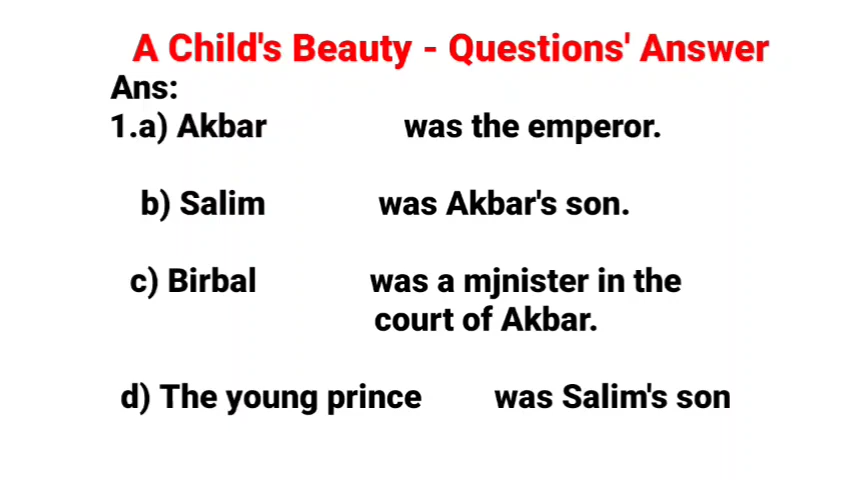 A Child's Beauty - Questions' Answer
Ans:
1.a) Akbar was the emperor.
b) Salim was Akbar's son.
c) Birbal was a mjnister in the
court of Akbar.
d) The young prince was Salim's son